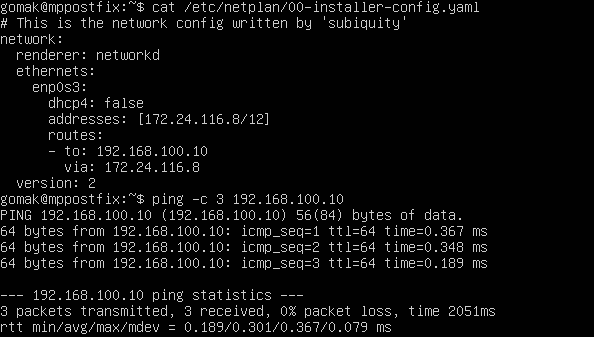 gomak@mppostfix:~$ cat /etc/netplan/00-installer-config.yaml
# This is the network config written by 'subiquity'
network:
  renderer: networkd
  ethernets:
    enp0s3:
      dhcp4: false
      addresses: [172.24.116.8/12]
      routes:
      - to: 192.168.100.10
        via: 172.24.116.8
  version: 2
gomak@mppostfix:~$ ping -c 3 192.168.100.10
PING 192.168.100.10 (192.168.100.10) 56(84) bytes of data.
64 bytes from 192.168.100.10: icmp_seq=1 ttl=64 time=0.367 ms
64 bytes from 192.168.100.10: icmp_seq=2 ttl=64 time=0.348 ms
64 bytes from 192.168.100.10: icmp_seq=3 ttl=64 time=0.189 ms

--- 192.168.100.10 ping statistics ---
3 packets transmitted, 3 received, 0% packet loss, time 2051ms
rtt min/avg/max/mdev = 0.189/0.301/0.367/0.079 ms